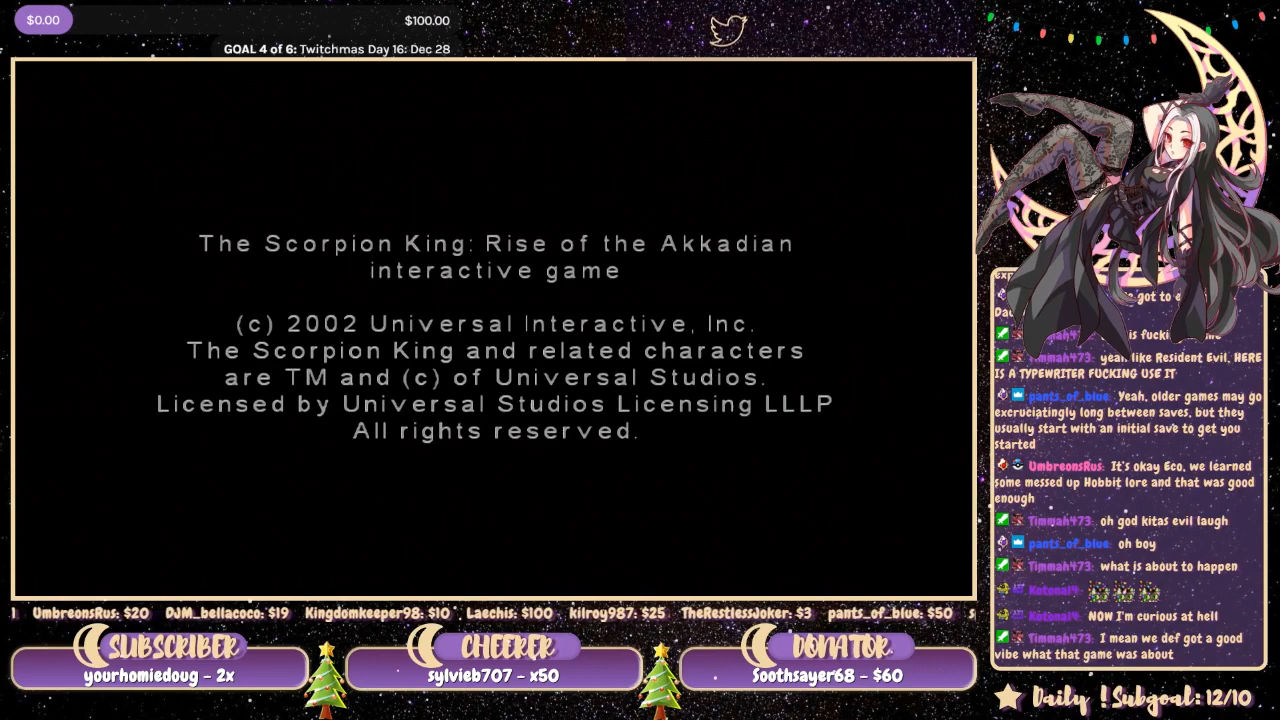 $0.00
$100.00
GOAL 4 of 6: Twitchmas Day 16: Dec 28
The Scorpion King: Rise of the Akkadian
interactive game
(c) 2002 Universal Interactive, Inc.
The Scorpion King and related characters
are TM and (c) of Universal Studios.
Licensed by Universal Studios Licensing LLLP
All rights reserved.
got to
is
Timmah473: yeah like Resident Evil, HERE
IS A TYPEWRITER FUCKING USE IT
pants_of_blue: Yeah, older games may go
excruciatingly long between saves, but they
usually start with an initial save to get you
started
UmbreonsRus: It's okay Eco, we learned
some messed up Hobbit lore and that was good
enough
Timmah473: oh god kitas evil laugh
pants_of_blue: oh boy
Timmah473: what is about to happen
Kotonai4:
Kotonai4: NOW I'm curious at hell
Timmah473: I mean we def got a good
vibe what that game was about
UmbreonsRus: $20 DJM_bellacoco: $19 Kingdomkeeper98: $10 Laechis: $100 kilroy987: $25 TheRestlessJoker: $3 pants_of_blue: $50
SUBSCRIBER
yourhomiedoug - 2x
CHEERER
sylvieb707 - x50
DONATOR
Soothsayer68 - $60
Daily !Subgoal: 12/10